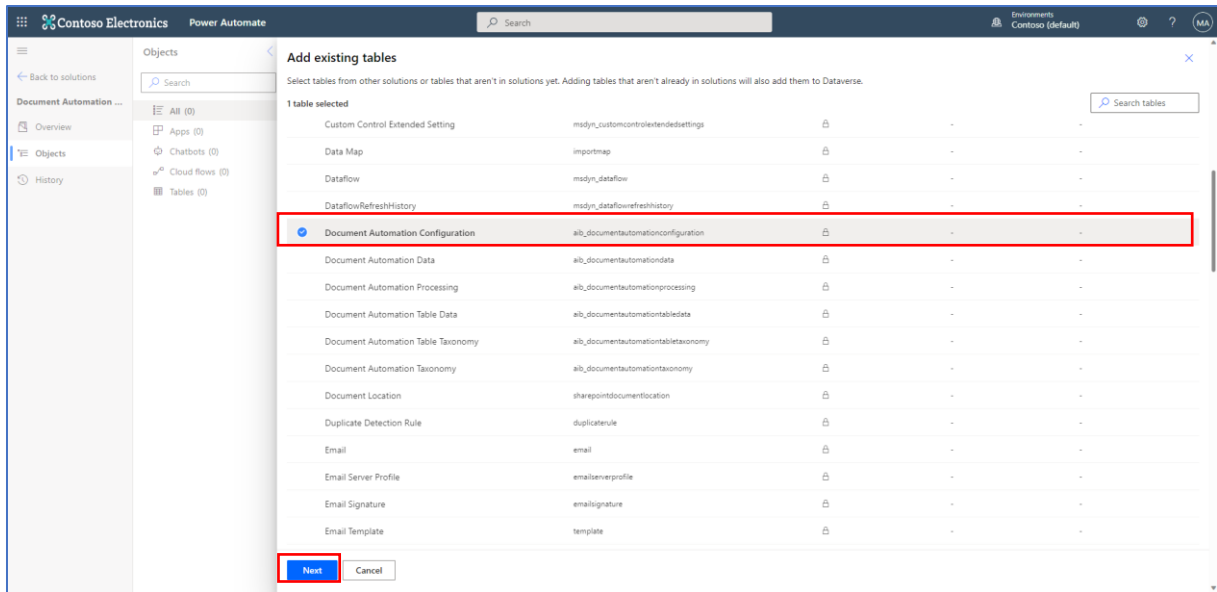 Contoso Electronics Power Automate
Search
Environments
Contoso (default)
?
MA
Back to solutions
Document Automation ...
Overview
Objects
History
Objects
Search
All (0)
Apps (0)
Chatbots (0)
Cloud flows (0)
Tables (0)
Add existing tables
Select tables from other solutions or tables that aren't in solutions yet. Adding tables that aren't already in solutions will also add them to Dataverse.
1 table selected
Search tables
Custom Control Extended Setting msdyn_customcontrolextendedsettings - -
Data Map importmap - -
Dataflow msdyn_dataflow - -
DataflowRefreshHistory msdyn_dataflowrefreshhistory - -
Document Automation Configuration aib_documentautomationconfiguration - -
Document Automation Data aib_documentautomationdata - -
Document Automation Processing aib_documentautomationprocessing - -
Document Automation Table Data aib_documentautomationtabledata - -
Document Automation Table Taxonomy aib_documentautomationtabletaxonomy - -
Document Automation Taxonomy aib_documentautomationtaxonomy - -
Document Location sharepointdocumentlocation - -
Duplicate Detection Rule duplicaterule - -
Email email - -
Email Server Profile emailserverprofile - -
Email Signature emailsignature - -
Email Template template - -
Next Cancel